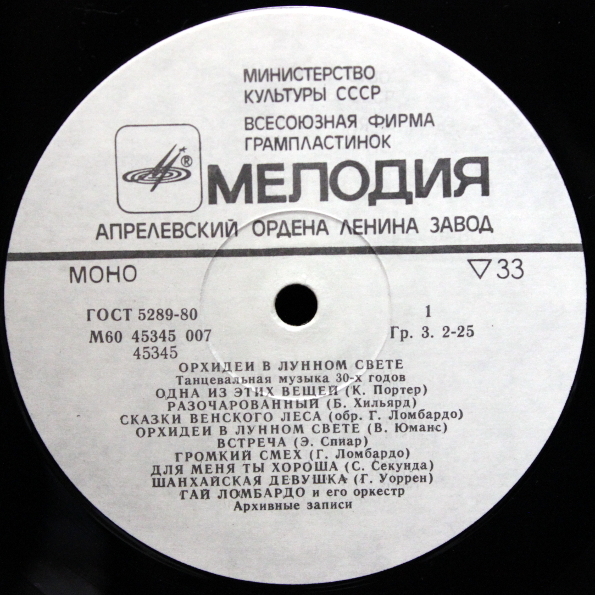 МИНИСТЕРСТВО
КУЛЬТУРЫ СССР
ВСЕСОЮЗНАЯ ФИРМА
ГРАМПЛАСТИНОК
®
МЕЛОДИЯ
АПРЕЛЕВСКИЙ ОРДЕНА ЛЕНИНА ЗАВОД
МОНО ▽33
ГОСТ 5289-80 1
М60 45345 007 Гр. 3. 2-25
45345
ОРХИДЕИ В ЛУННОМ СВЕТЕ
Танцевальная музыка 30-х годов
ОДНА ИЗ ЭТИХ ВЕЩЕЙ (К. Портер)
РАЗОЧАРОВАННЫЙ (Б. Хильярд)
СКАЗКИ ВЕНСКОГО ЛЕСА (обр. Г. Ломбардо)
ОРХИДЕИ В ЛУННОМ СВЕТЕ (В. Юманс)
ВСТРЕЧА (Э. Спиар)
ГРОМКИЙ СМЕХ (Г. Ломбардо)
ДЛЯ МЕНЯ ТЫ ХОРОША (С. Секунда)
ШАНХАЙСКАЯ ДЕВУШКА (Г. Уоррен)
ГАЙ ЛОМБАРДО и его оркестр
Архивные записи